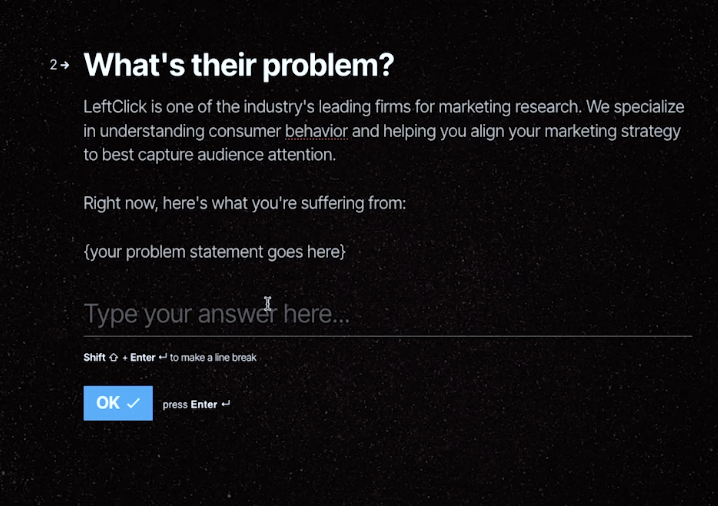 2→ What's their problem?
LeftClick is one of the industry's leading firms for marketing research. We specialize
in understanding consumer behavior and helping you align your marketing strategy
to best capture audience attention.
Right now, here's what you're suffering from:
{your problem statement goes here}
Type your answer here...
Shift ⇧ + Enter ↵ to make a line break
OK ✓ press Enter ↵